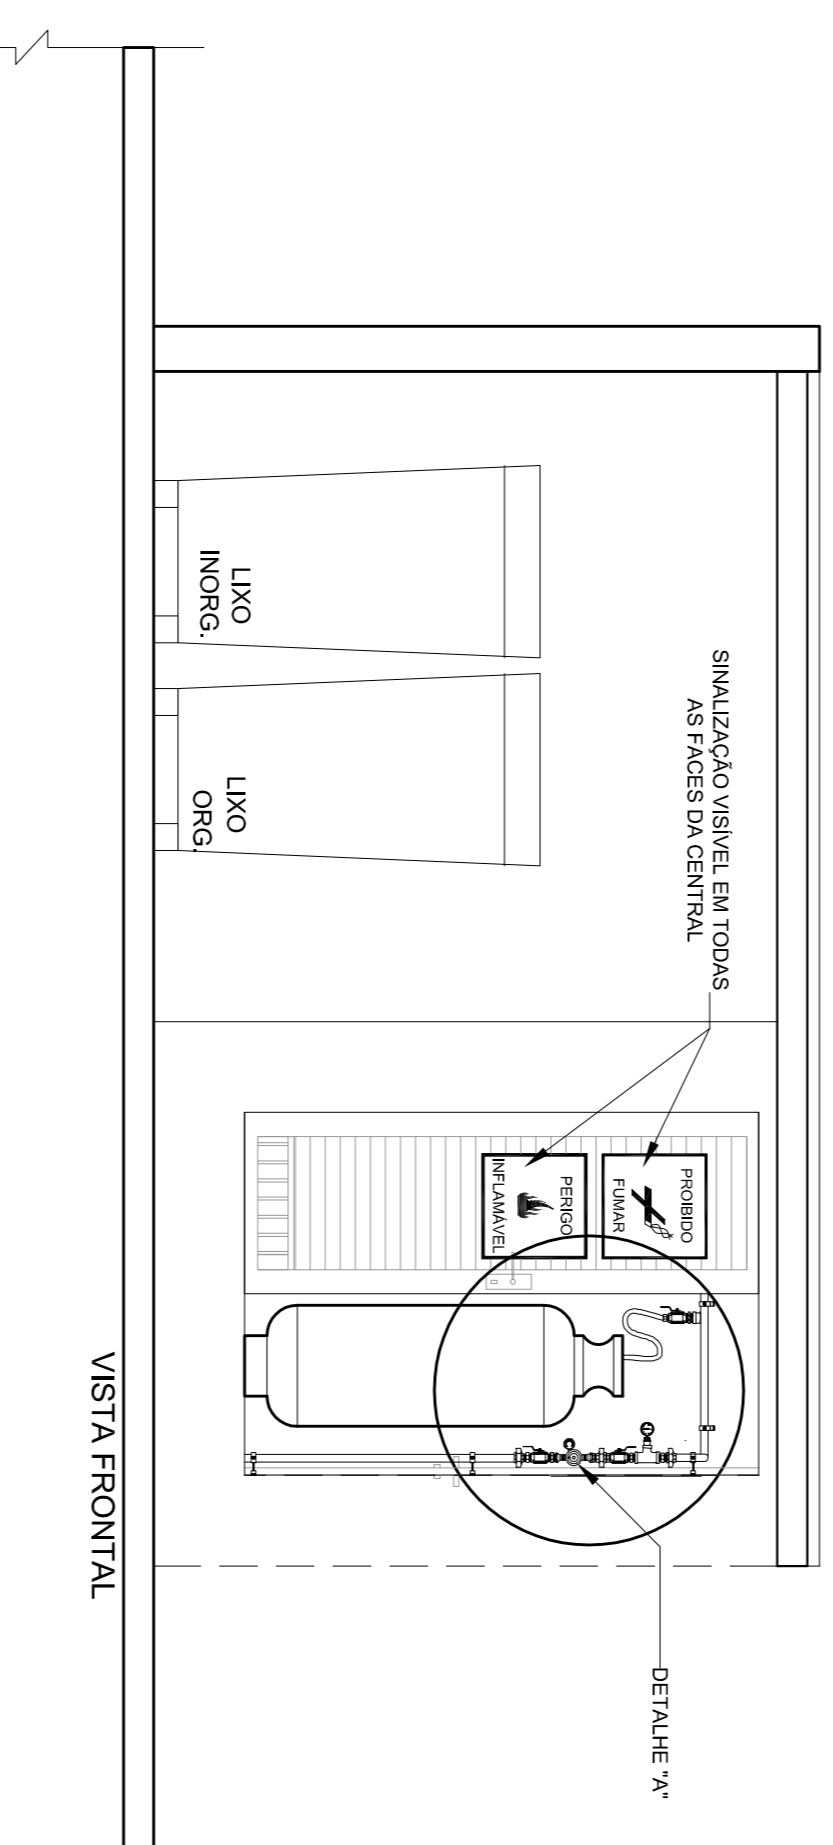 SINALIZAÇÃO VISÍVEL EM TODAS
AS FACES DA CENTRAL
PROIBIDO
FUMAR
PERIGO
INFLAMÁVEL
DETALHE "A"
LIXO
INORG.
LIXO
ORG.
VISTA FRONTAL